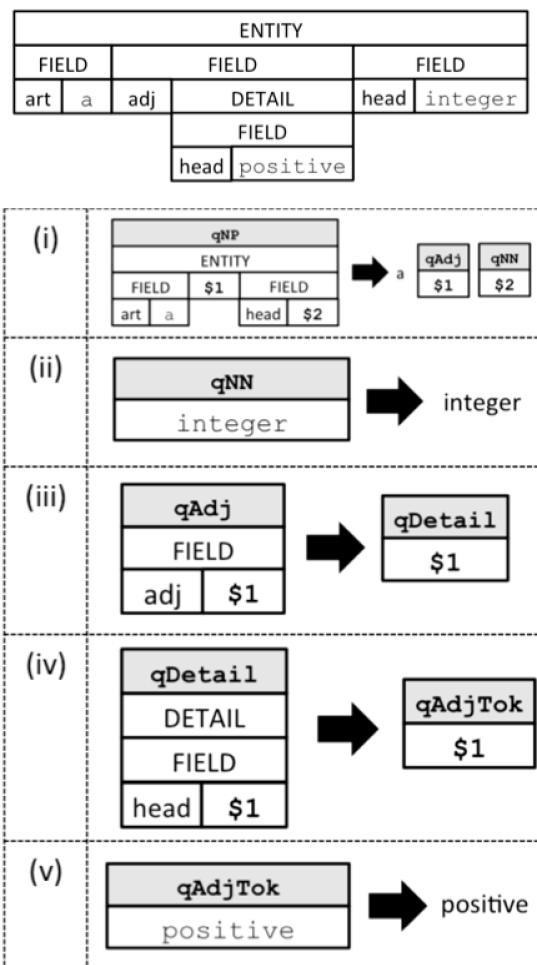 ENTITY
FIELD FIELD FIELD
art a adj DETAIL head integer
FIELD
head positive
(i)
qNP
ENTITY
FIELD $1 FIELD
art a head $2
a
qAdj qNN
$1 $2
(ii)
qNN
integer
integer
(iii)
qAdj
FIELD
adj $1
qDetail
$1
(iv)
qDetail
DETAIL
FIELD
head $1
qAdjTok
$1
(v)
qAdjTok
positive
positive